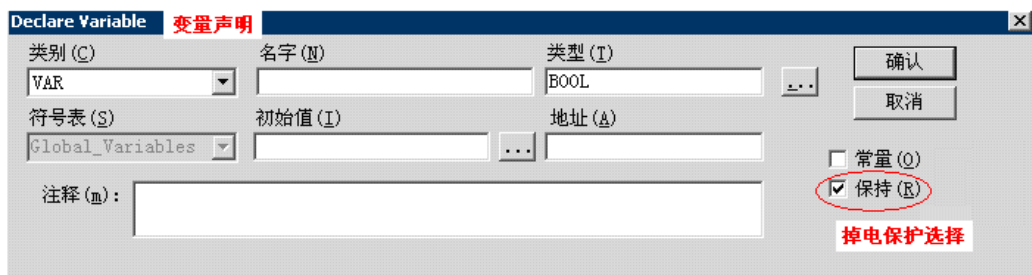 Declare Variable 变量声明
类别(C) 名字(N) 类型(T) 确认
VAR BOOL ...
取消
符号表(S) 初始值(I) 地址(A)
Global_Variables ...
常量(O)
注释(m): 保持(R)
掉电保护选择